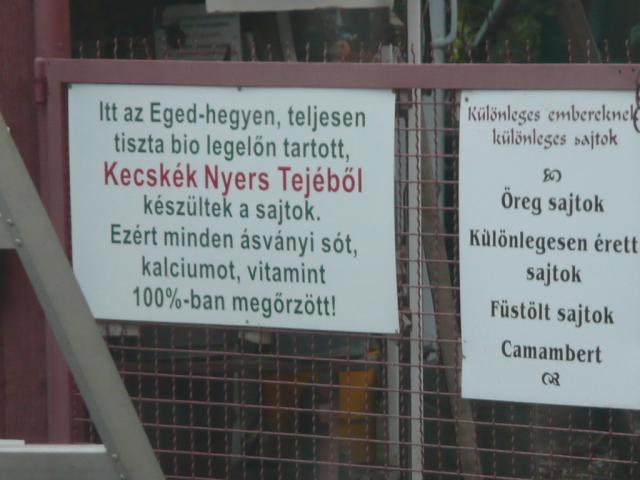 Itt az Eged-hegyen, teljesen
tiszta bio legelőn tartott,
Kecskék Nyers Tejéből
készültek a sajtok.
Ezért minden ásványi sót,
kalciumot, vitamint
100%-ban megőrzött!
Különleges embereknek
különleges sajtok
Öreg sajtok
Különlegesen érett
sajtok
Füstölt sajtok
Camambert